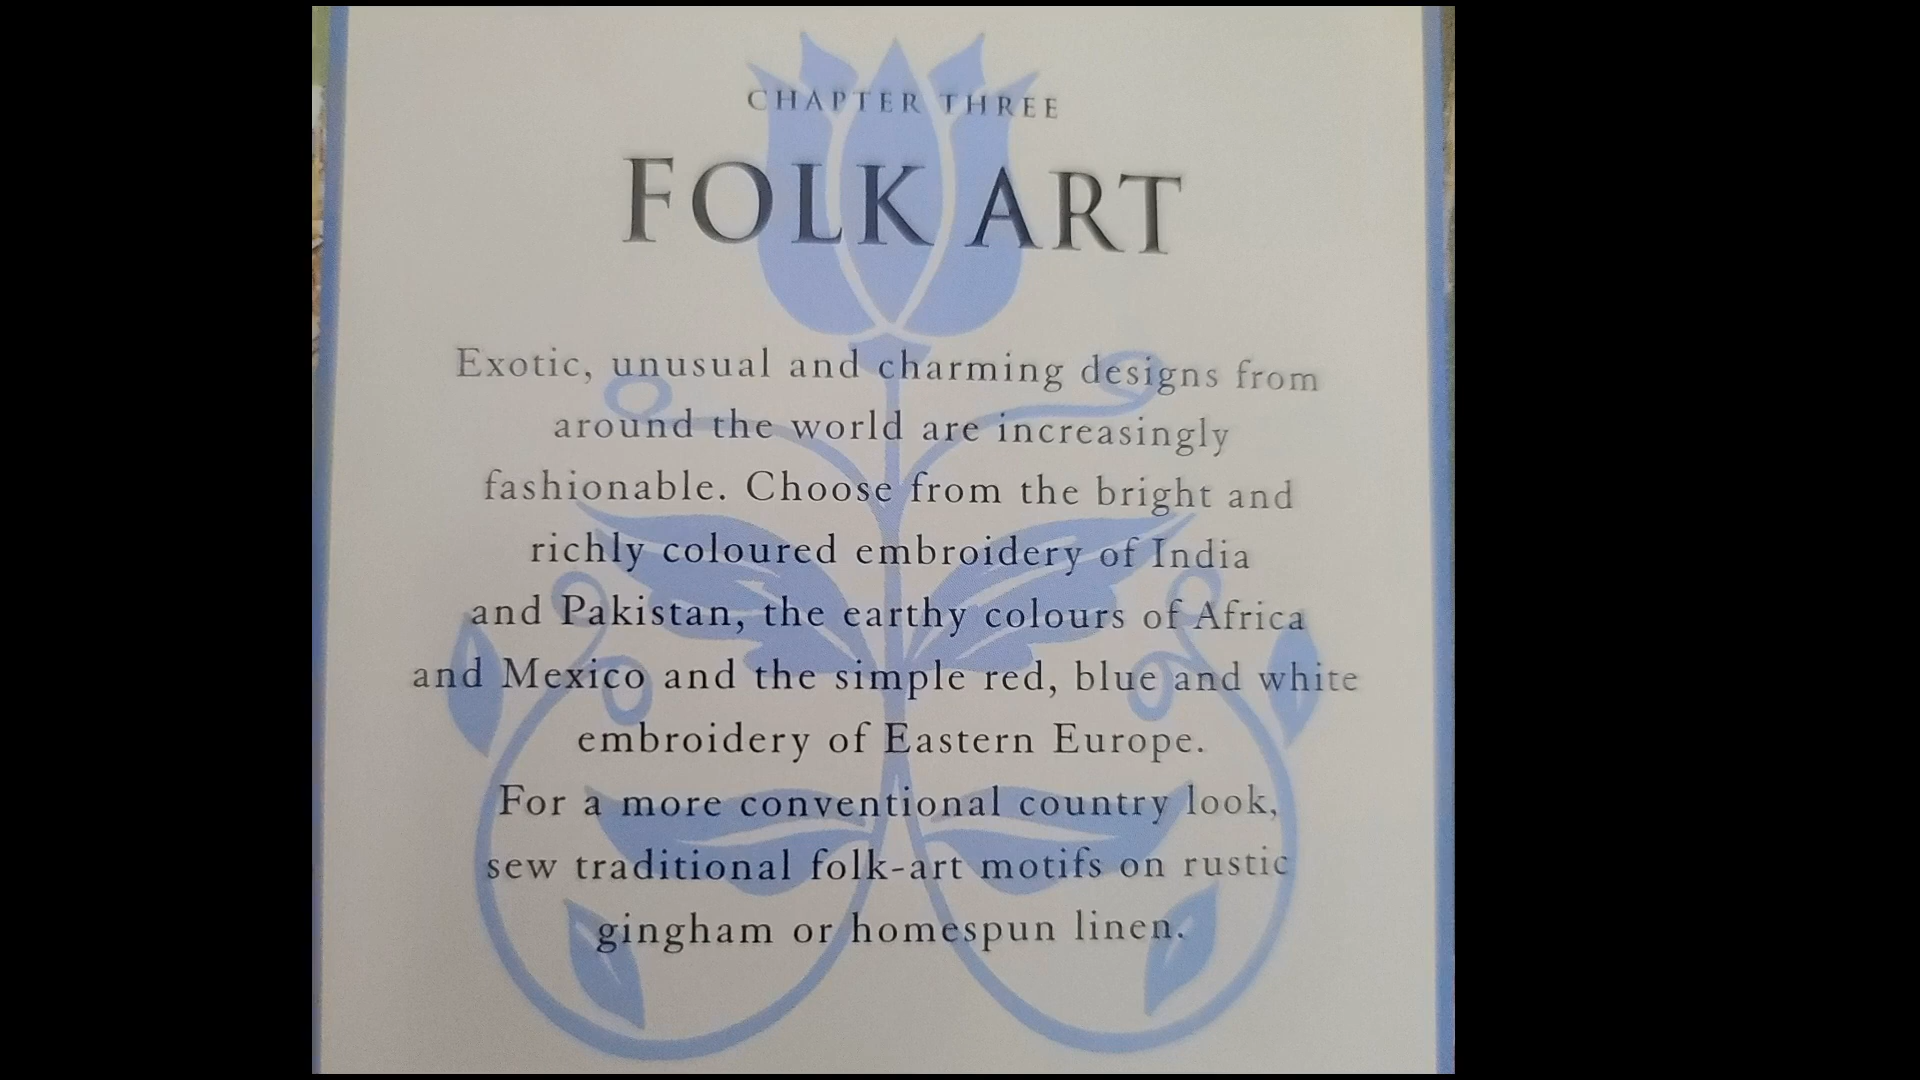 CHAPTER THREE
FOLK ART
Exotic, unusual and charming designs from
around the world are increasingly
fashionable. Choose from the bright and
richly coloured embroidery of India
and Pakistan, the earthy colours of Africa
and Mexico and the simple red, blue and white
embroidery of Eastern Europe.
For a more conventional country look,
sew traditional folk-art motifs on rustic
gingham or homespun linen.